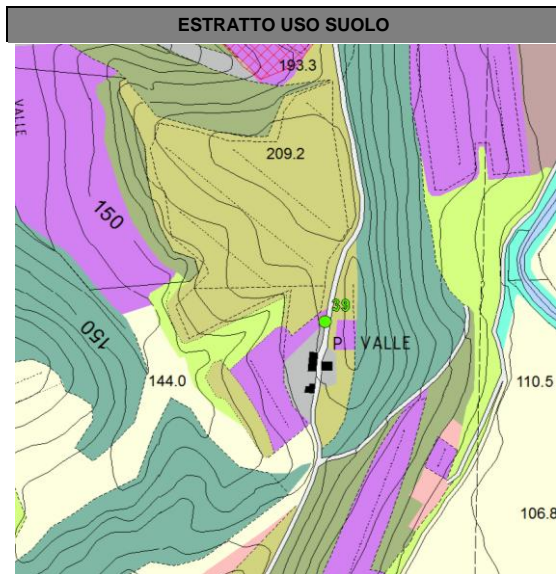 ESTRATTO USO SUOLO
193.3
VALLE
209.2
150
39
P. VALLE
150
144.0
110.5
106.8